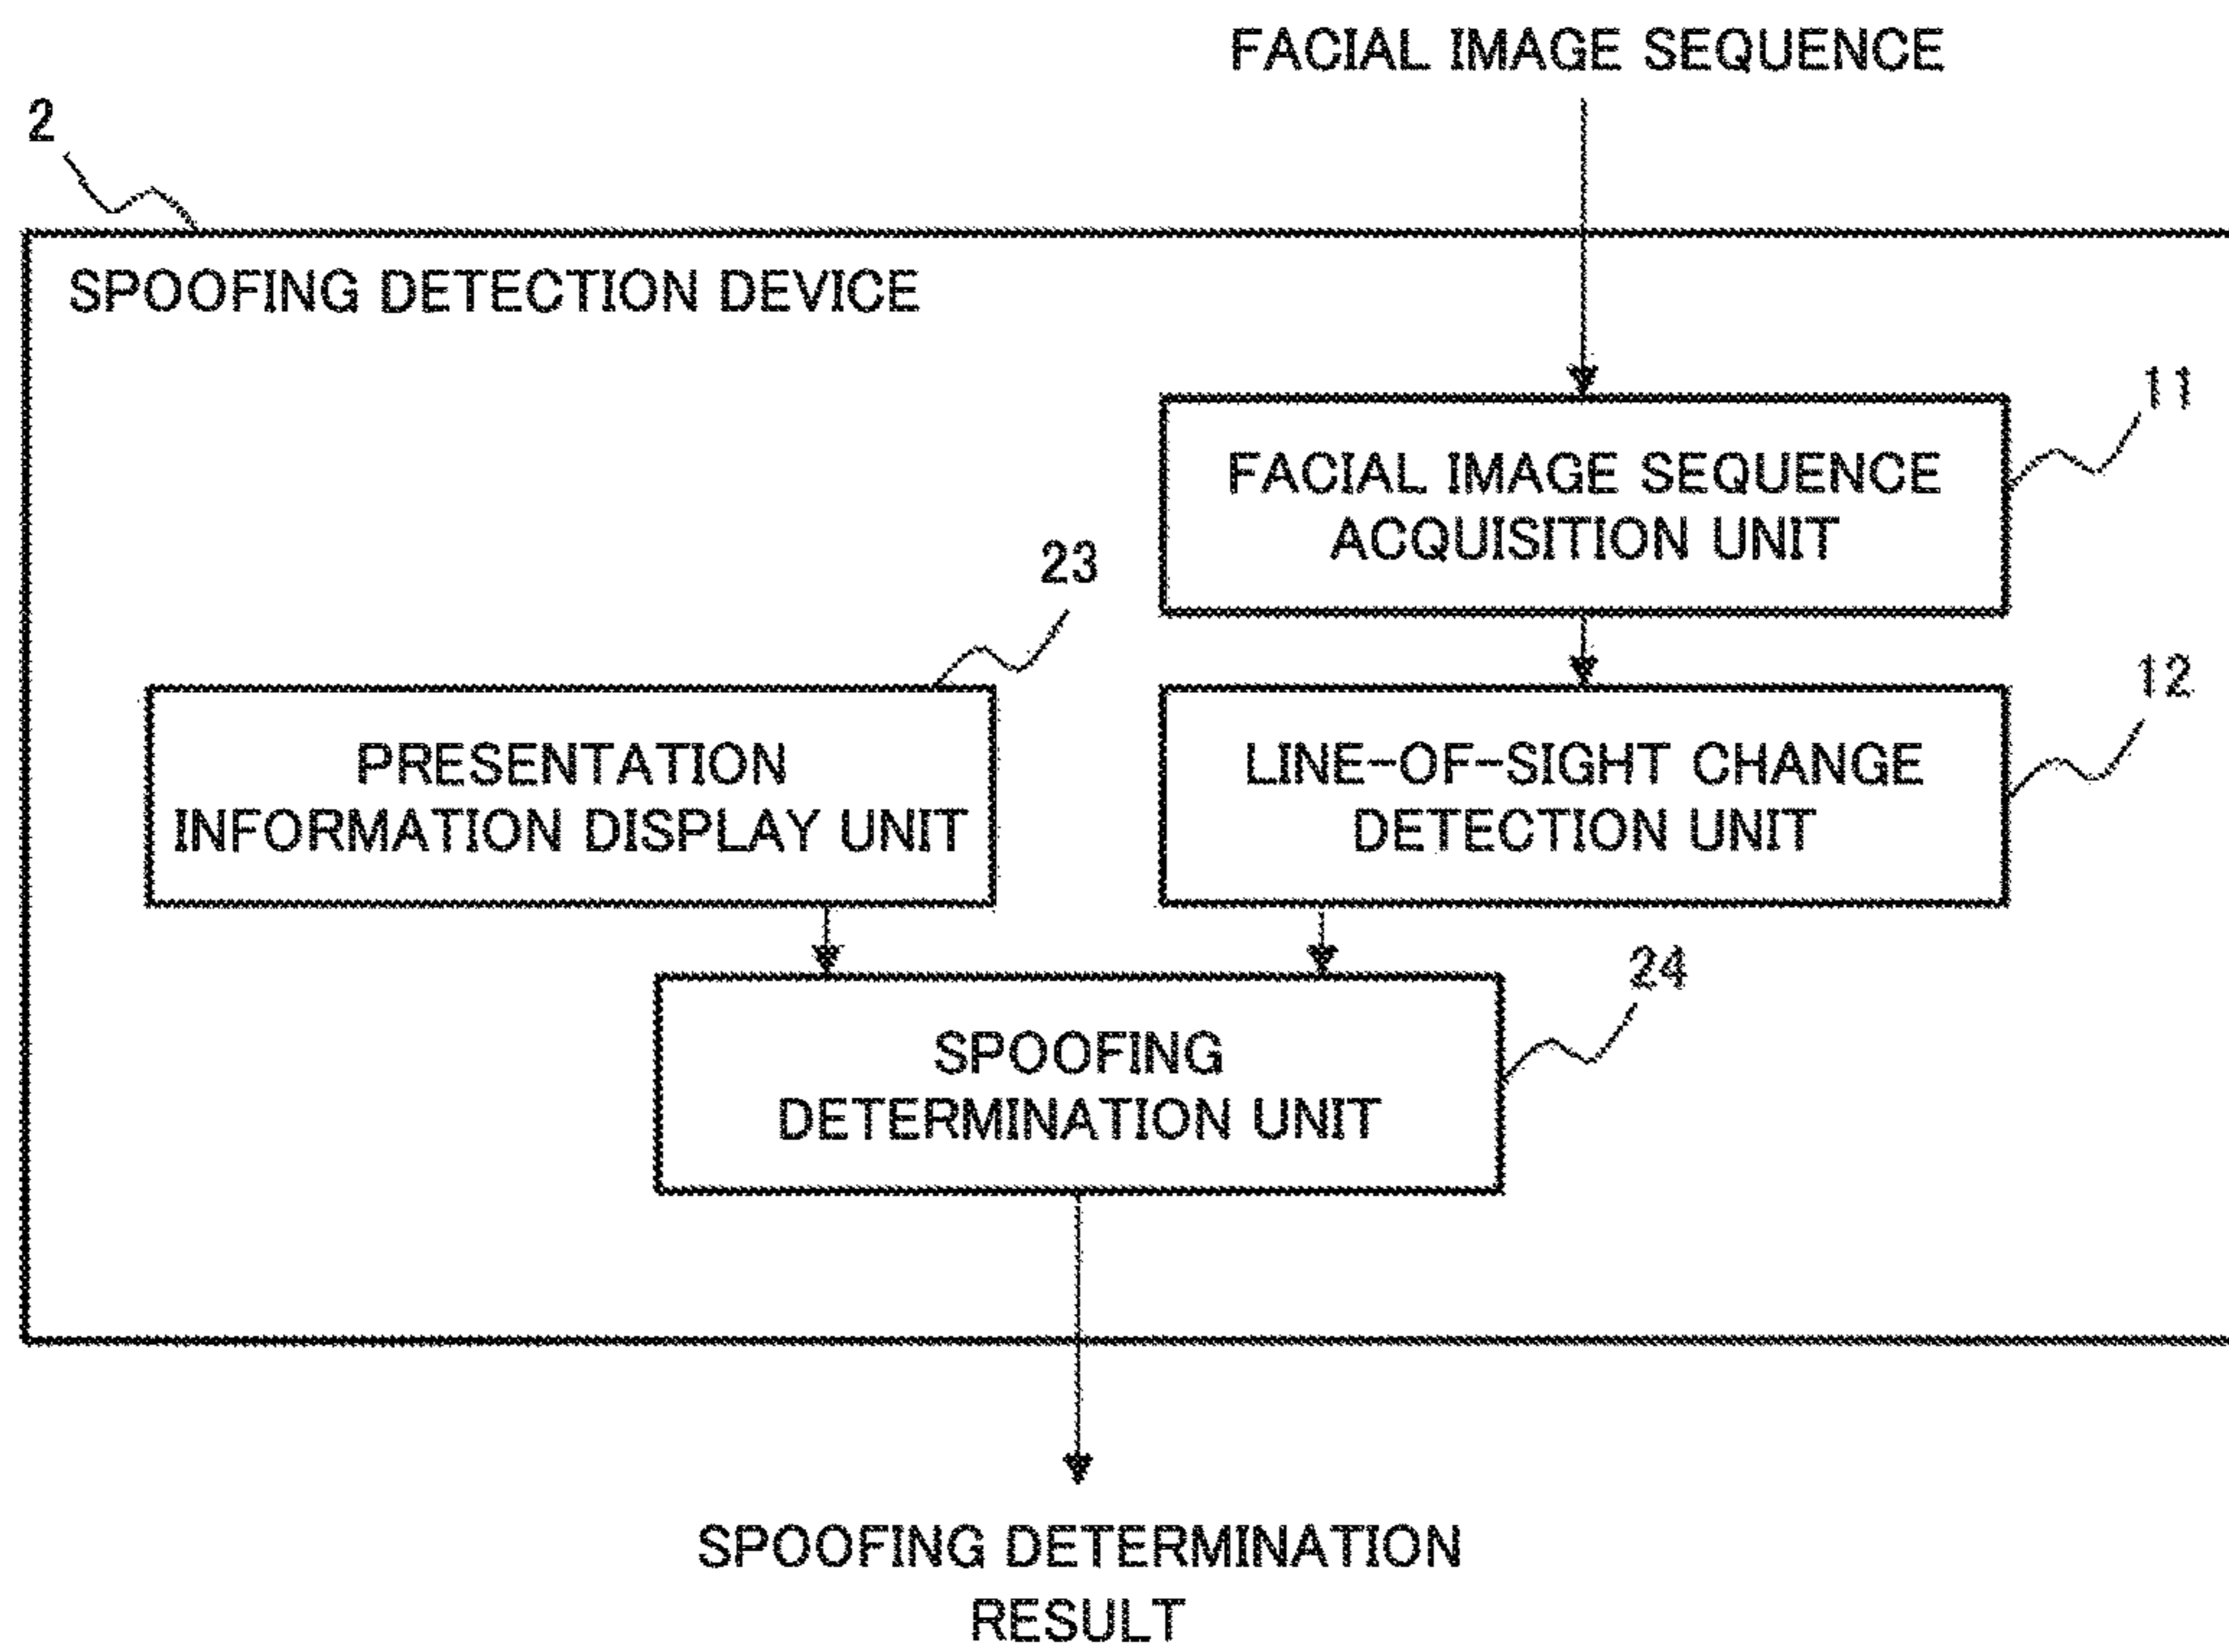 FACIAL IMAGE SEQUENCE
2
SPOOFING DETECTION DEVICE
11
FACIAL IMAGE SEQUENCE
ACQUISITION UNIT
23
12
PRESENTATION
INFORMATION DISPLAY UNIT
LINE-OF-SIGHT CHANGE
DETECTION UNIT
24
SPOOFING
DETERMINATION UNIT
SPOOFING DETERMINATION
RESULT